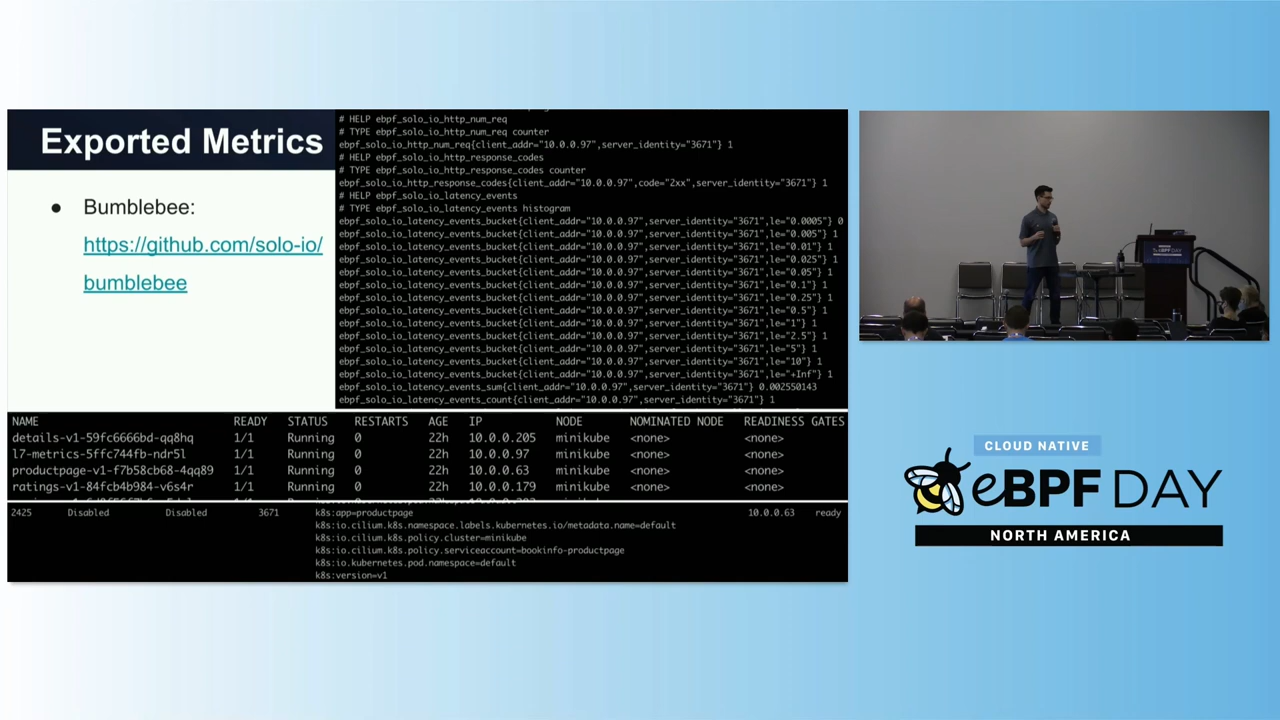 Exported Metrics
● Bumblebee:
https://github.com/solo-io/
bumblebee
# HELP ebpf_solo_io_http_num_req
# TYPE ebpf_solo_io_http_num_req counter
ebpf_solo_io_http_num_req{client_addr="10.0.0.97",server_identity="3671"} 1
# HELP ebpf_solo_io_http_response_codes
# TYPE ebpf_solo_io_http_response_codes counter
ebpf_solo_io_http_response_codes{client_addr="10.0.0.97",code="2xx",server_identity="3671"} 1
# HELP ebpf_solo_io_latency_events
# TYPE ebpf_solo_io_latency_events histogram
ebpf_solo_io_latency_events_bucket{client_addr="10.0.0.97",server_identity="3671",le="0.0005"} 0
ebpf_solo_io_latency_events_bucket{client_addr="10.0.0.97",server_identity="3671",le="0.005"} 1
ebpf_solo_io_latency_events_bucket{client_addr="10.0.0.97",server_identity="3671",le="0.01"} 1
ebpf_solo_io_latency_events_bucket{client_addr="10.0.0.97",server_identity="3671",le="0.025"} 1
ebpf_solo_io_latency_events_bucket{client_addr="10.0.0.97",server_identity="3671",le="0.05"} 1
ebpf_solo_io_latency_events_bucket{client_addr="10.0.0.97",server_identity="3671",le="0.1"} 1
ebpf_solo_io_latency_events_bucket{client_addr="10.0.0.97",server_identity="3671",le="0.25"} 1
ebpf_solo_io_latency_events_bucket{client_addr="10.0.0.97",server_identity="3671",le="0.5"} 1
ebpf_solo_io_latency_events_bucket{client_addr="10.0.0.97",server_identity="3671",le="1"} 1
ebpf_solo_io_latency_events_bucket{client_addr="10.0.0.97",server_identity="3671",le="2.5"} 1
ebpf_solo_io_latency_events_bucket{client_addr="10.0.0.97",server_identity="3671",le="5"} 1
ebpf_solo_io_latency_events_bucket{client_addr="10.0.0.97",server_identity="3671",le="10"} 1
ebpf_solo_io_latency_events_bucket{client_addr="10.0.0.97",server_identity="3671",le="+Inf"} 1
ebpf_solo_io_latency_events_sum{client_addr="10.0.0.97",server_identity="3671"} 0.002550143
ebpf_solo_io_latency_events_count{client_addr="10.0.0.97",server_identity="3671"} 1
NAME READY STATUS RESTARTS AGE IP NODE NOMINATED NODE READINESS GATES
details-v1-59fc6666bd-qq8hq 1/1 Running 0 22h 10.0.0.205 minikube <none> <none>
l7-metrics-5ffc744fb-ndr5l 1/1 Running 0 22h 10.0.0.97 minikube <none> <none>
productpage-v1-f7b58cb68-4qq89 1/1 Running 0 22h 10.0.0.63 minikube <none> <none>
ratings-v1-84fcb4b984-v6s4r 1/1 Running 0 22h 10.0.0.179 minikube <none> <none>
2425 Disabled Disabled 3671 k8s:app=productpage 10.0.0.63 ready
k8s:io.cilium.k8s.namespace.labels.kubernetes.io/metadata.name=default
k8s:io.cilium.k8s.policy.cluster=minikube
k8s:io.cilium.k8s.policy.serviceaccount=bookinfo-productpage
k8s:io.kubernetes.pod.namespace=default
k8s:version=v1
eBPF DAY
CLOUD NATIVE
eBPF DAY
NORTH AMERICA